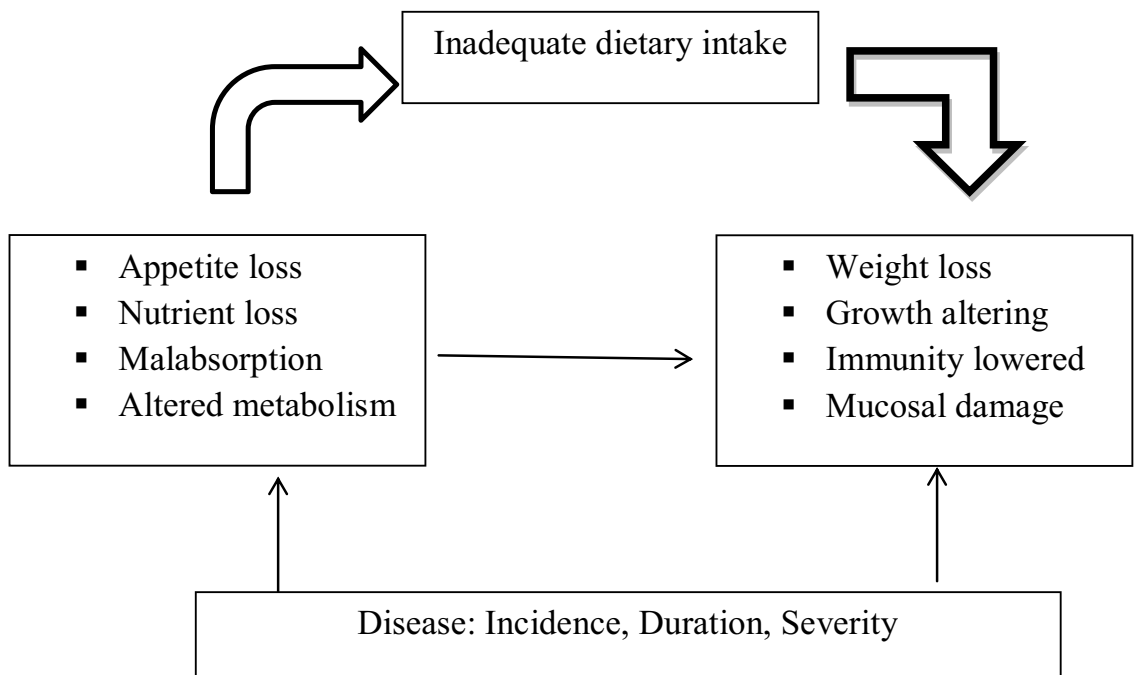 Inadequate dietary intake
▪ Appetite loss
▪ Nutrient loss
▪ Malabsorption
▪ Altered metabolism
▪ Weight loss
▪ Growth altering
▪ Immunity lowered
▪ Mucosal damage
Disease: Incidence, Duration, Severity